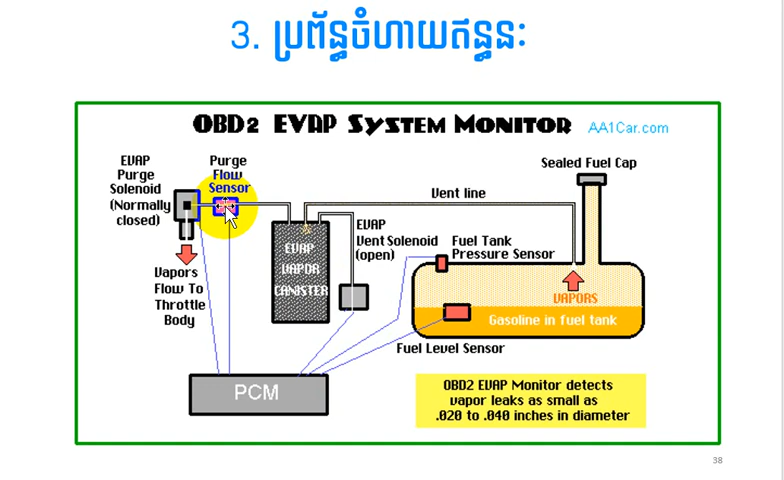 3. ប្រព័ន្ធចំហាយឥន្ធនៈ
OBD2 EVAP System Monitor
AA1Car.com
EVAP
Purge
Solenoid
(Normally
closed)
Purge
Flow
Sensor
Sealed Fuel Cap
Vent line
EVAP
Vent Solenoid
(open)
Fuel Tank
Pressure Sensor
EVAP
VAPOR
CANISTER
Vapors
Flow To
Throttle
Body
VAPORS
Gasoline in fuel tank
Fuel Level Sensor
PCM
OBD2 EVAP Monitor detects
vapor leaks as small as
.020 to .040 inches in diameter
38